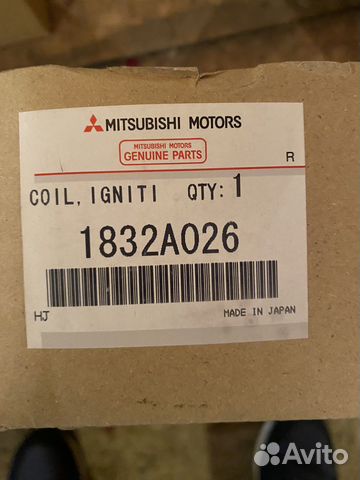 MITSUBISHI MOTORS
MITSUBISHI MOTORS
GENUINE PARTS
R
COIL, IGNITI QTY: 1
1832A026
HJ
MADE IN JAPAN
Avito